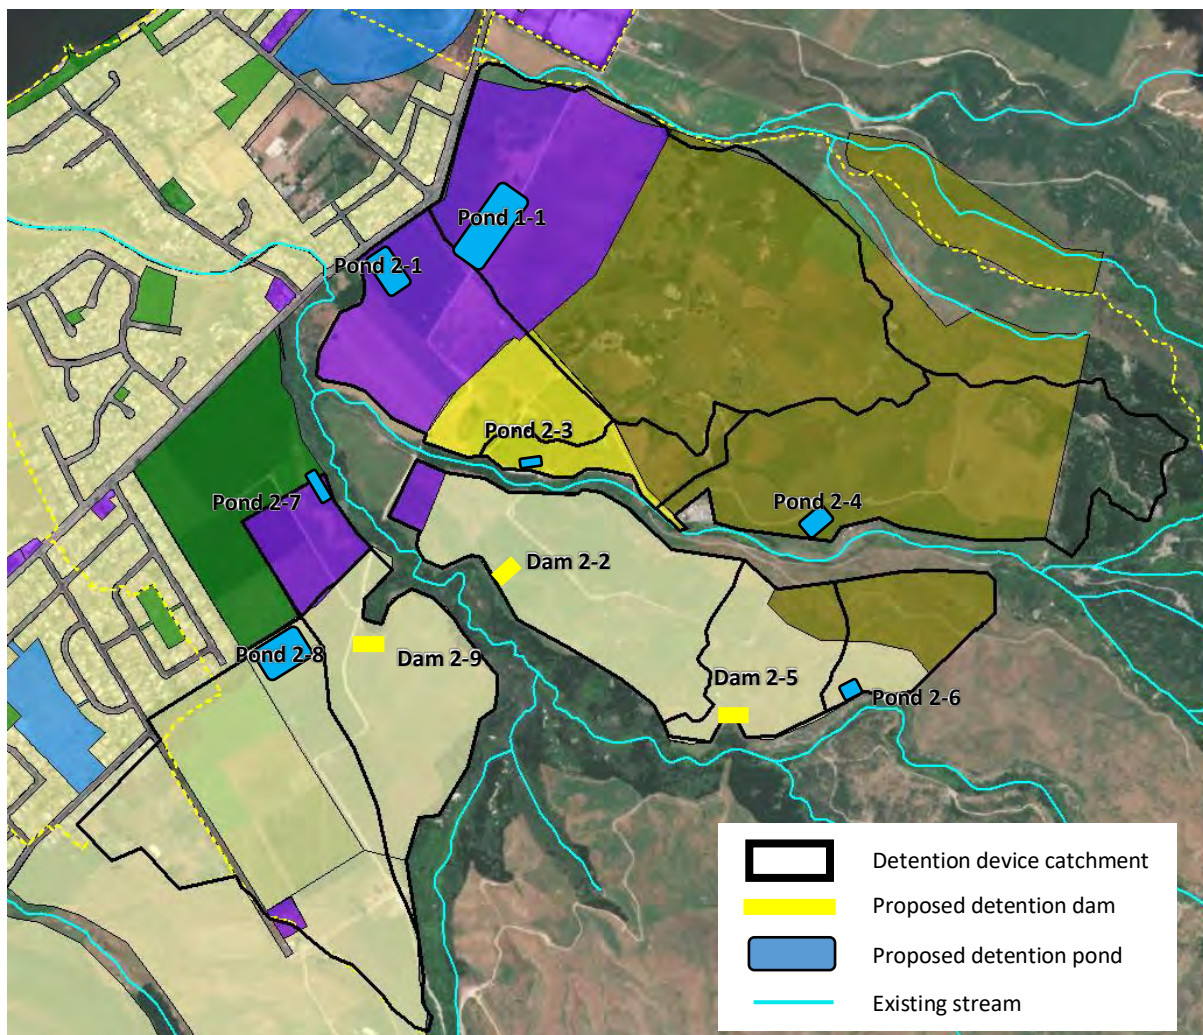 Pond 1-1
Pond 2-1
Pond 2-3
Pond 2-7
Pond 2-4
Dam 2-2
Pond 2-8
Dam 2-9
Dam 2-5
Pond 2-6
Detention device catchment
Proposed detention dam
Proposed detention pond
Existing stream